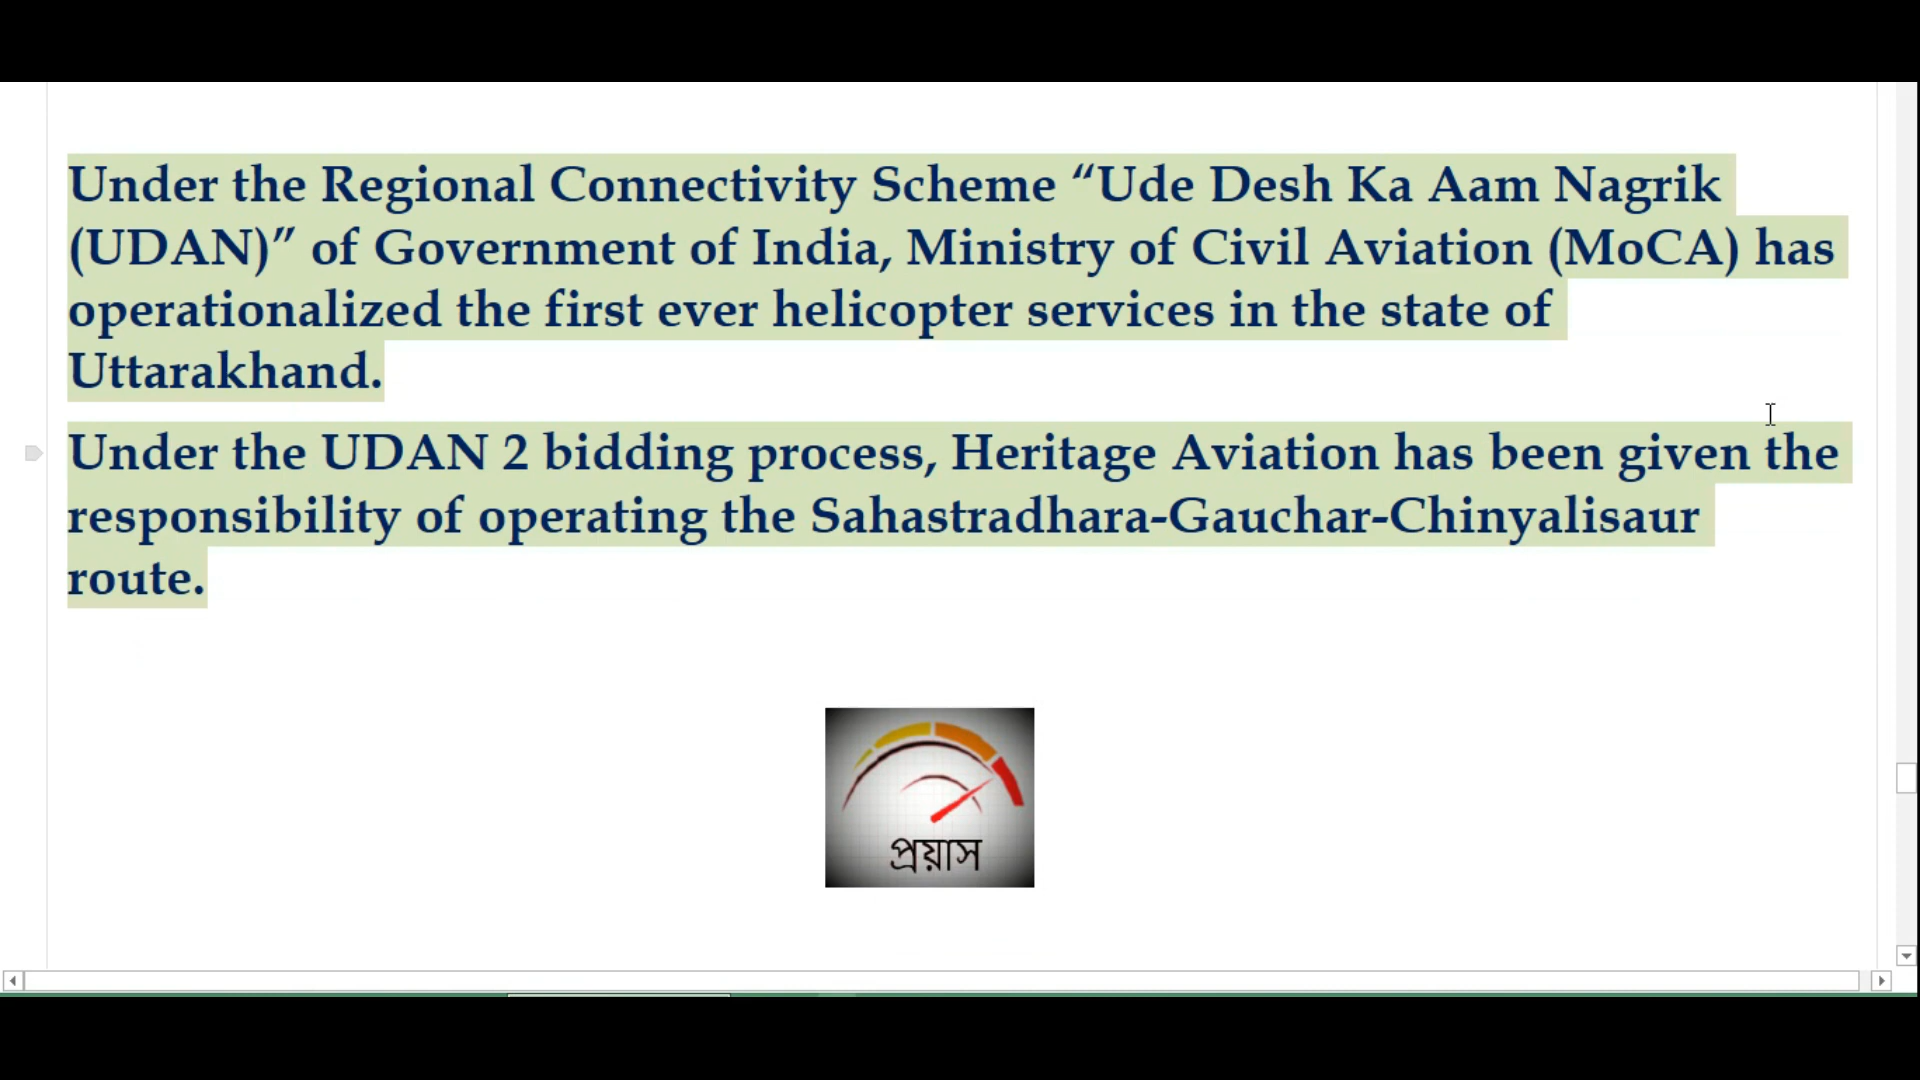 Under the Regional Connectivity Scheme “Ude Desh Ka Aam Nagrik
(UDAN)” of Government of India, Ministry of Civil Aviation (MoCA) has
operationalized the first ever helicopter services in the state of
Uttarakhand.
Under the UDAN 2 bidding process, Heritage Aviation has been given the
responsibility of operating the Sahastradhara-Gauchar-Chinyalisaur
route.
প্রয়াস